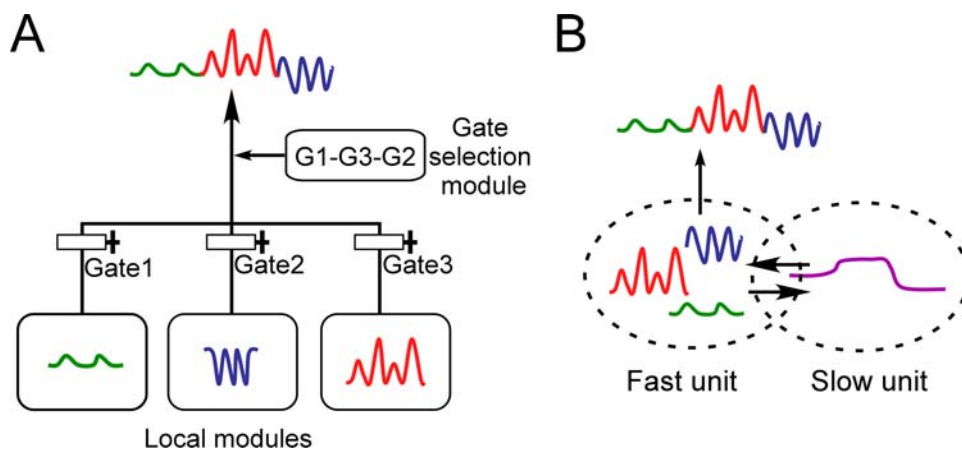 A
G1-G3-G2
Gate
selection
module
Gate1
Gate2
Gate3
Local modules
B
Fast unit
Slow unit